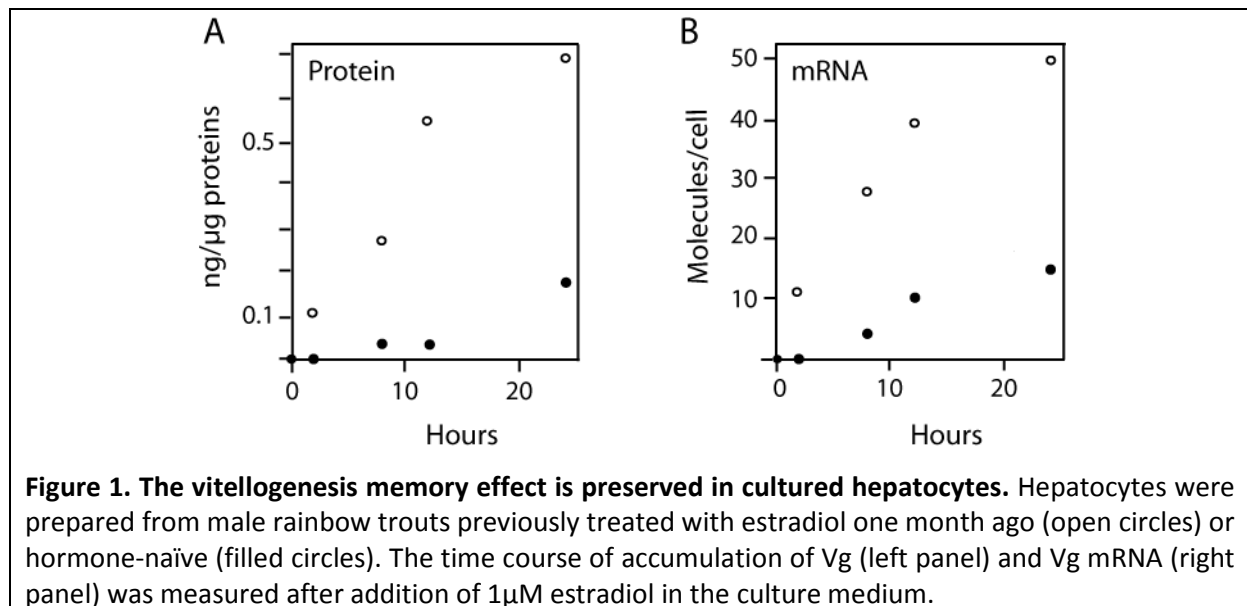 A
Protein
ng/µg proteins
0.5
0.1
0
10
20
Hours
B
mRNA
Molecules/cell
50
40
30
20
10
0
10
20
Hours
Figure 1. The vitellogenesis memory effect is preserved in cultured hepatocytes. Hepatocytes were
prepared from male rainbow trouts previously treated with estradiol one month ago (open circles) or
hormone-naïve (filled circles). The time course of accumulation of Vg (left panel) and Vg mRNA (right
panel) was measured after addition of 1µM estradiol in the culture medium.